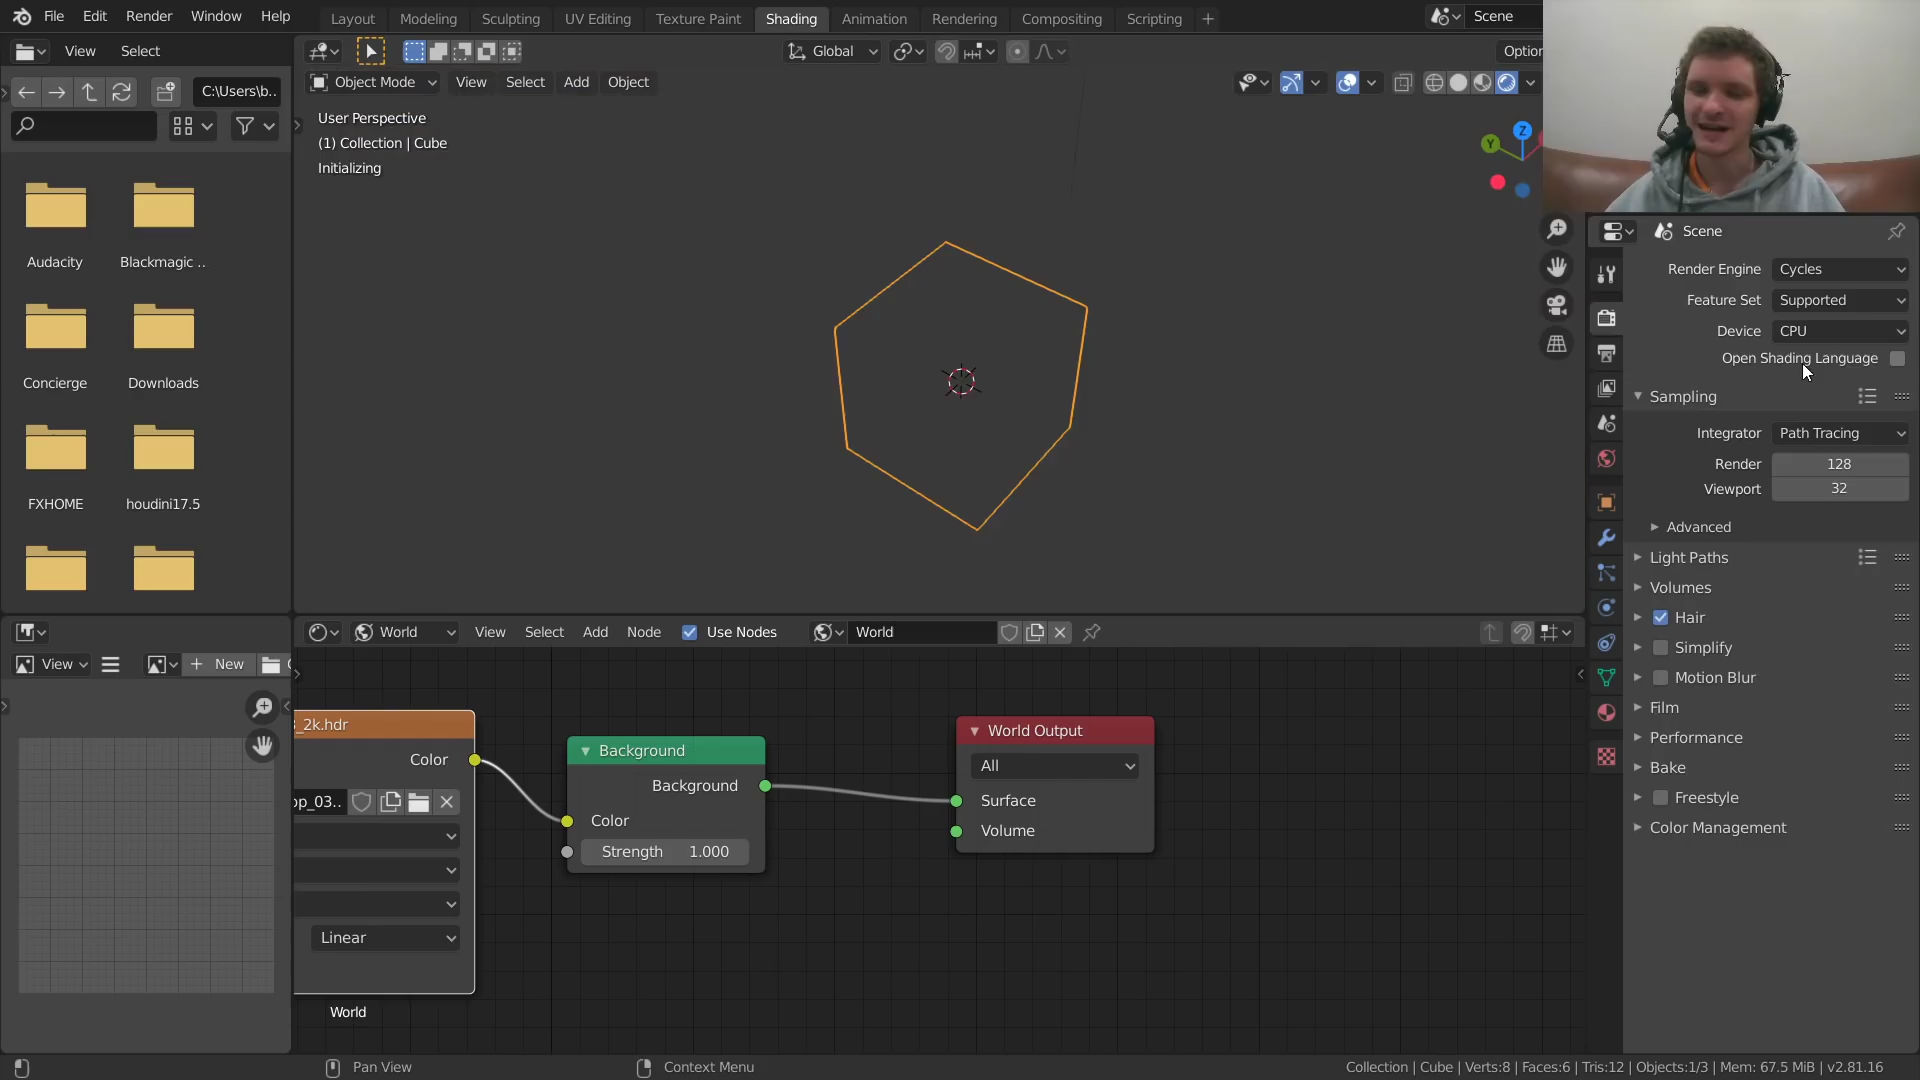 File Edit Render Window Help
Layout Modeling Sculpting UV Editing Texture Paint Shading Animation Rendering Compositing Scripting +
Scene
View Select
Global
Optior
C:\Users\b..
Object Mode View Select Add Object
User Perspective
(1) Collection | Cube
Initializing
Z
Y
Audacity Blackmagic ..
Concierge Downloads
FXHOME houdini17.5
Scene
Render Engine Cycles
Feature Set Supported
Device CPU
Open Shading Language
Sampling
Integrator Path Tracing
Render 128
Viewport 32
Advanced
Light Paths
Volumes
Hair
Simplify
Motion Blur
Film
Performance
Bake
Freestyle
Color Management
World View Select Add Node Use Nodes World
View + New
_2k.hdr
Color
op_03..
Linear
World
Background
Background
Color
Strength 1.000
World Output
All
Surface
Volume
Pan View
Context Menu
Collection | Cube | Verts:8 | Faces:6 | Tris:12 | Objects:1/3 | Mem: 67.5 MiB | v2.81.16